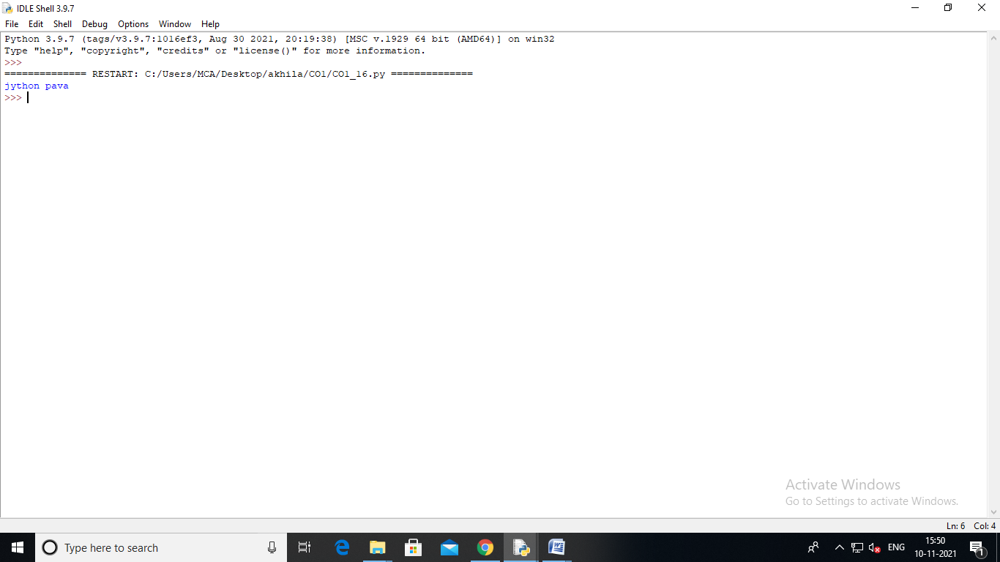 IDLE Shell 3.9.7
File Edit Shell Debug Options Window Help
Python 3.9.7 (tags/v3.9.7:1016ef3, Aug 30 2021, 20:19:38) [MSC v.1929 64 bit (AMD64)] on win32
Type "help", "copyright", "credits" or "license()" for more information.
>>>
============== RESTART: C:/Users/MCA/Desktop/akhila/CO1/CO1_16.py ==============
jython pava
>>>
Activate Windows
Go to Settings to activate Windows.
Ln: 6 Col: 4
Type here to search
ENG
15:50
10-11-2021
1